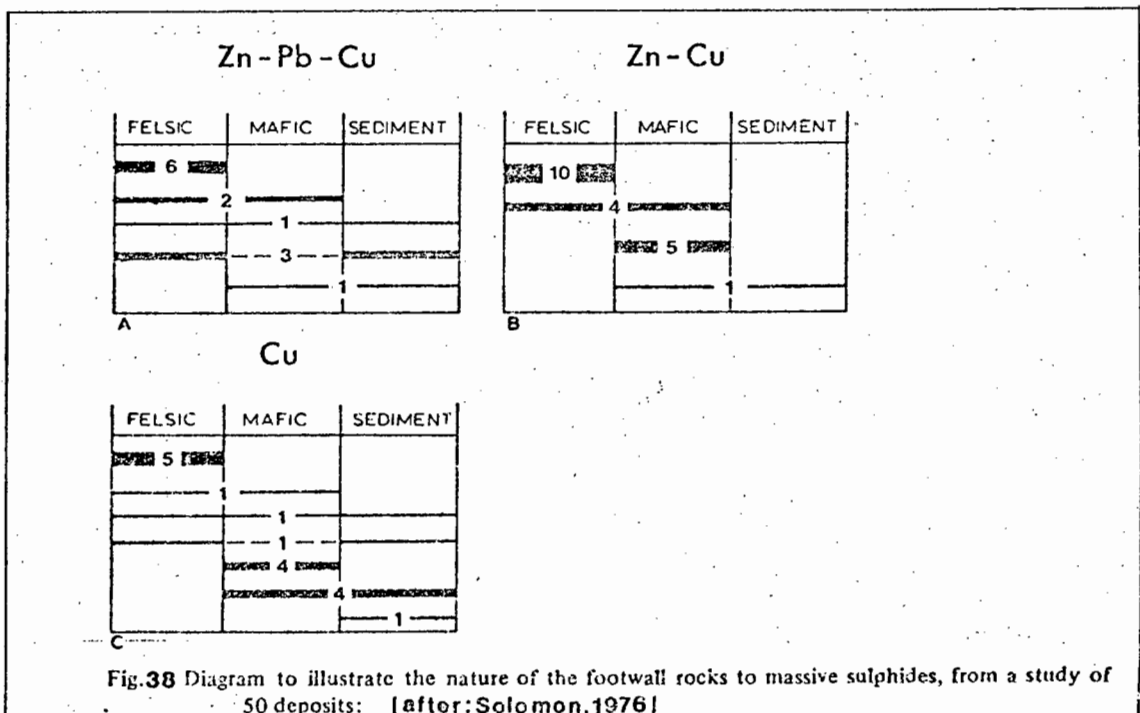 Zn-Pb-Cu
FELSIC MAFIC SEDIMENT
6
2
1
3
1
A
Zn-Cu
FELSIC MAFIC SEDIMENT
10
4
5
1
B
Cu
FELSIC MAFIC SEDIMENT
5
1
1
1
4
4
1
C
Fig.38 Diagram to illustrate the nature of the footwall rocks to massive sulphides, from a study of
50 deposits: [after:Solomon,1976]